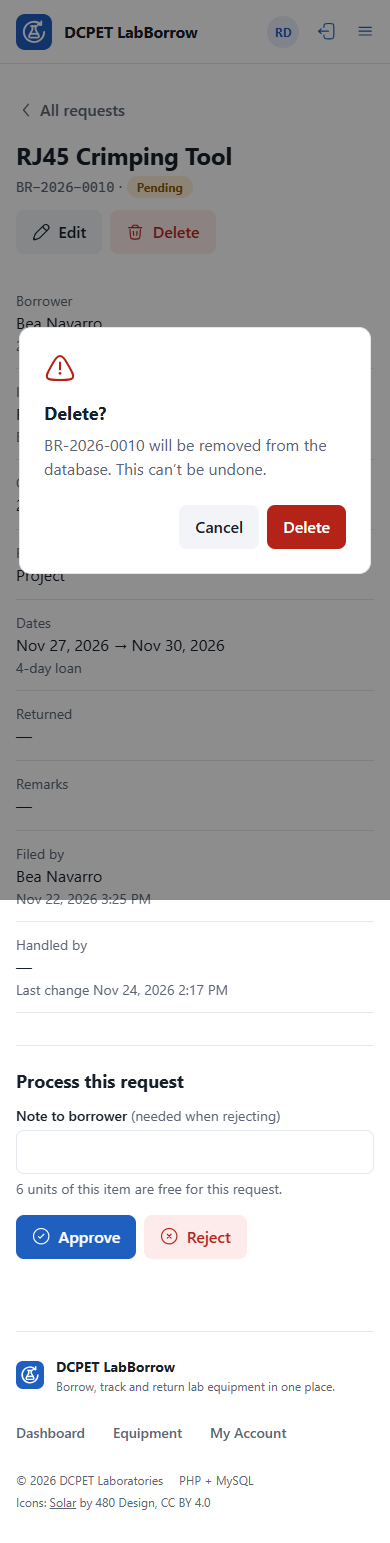 DCPET LabBorrow RD
All requests
RJ45 Crimping Tool
BR-2026-0010 · Pending
Edit Delete
Borrower
Bea Navarro
Delete?
BR-2026-0010 will be removed from the
database. This can't be undone.
Cancel Delete
Project
Dates
Nov 27, 2026 → Nov 30, 2026
4-day loan
Returned
—
Remarks
—
Filed by
Bea Navarro
Nov 22, 2026 3:25 PM
Handled by
—
Last change Nov 24, 2026 2:17 PM
Process this request
Note to borrower (needed when rejecting)
6 units of this item are free for this request.
Approve Reject
DCPET LabBorrow
Borrow, track and return lab equipment in one place.
Dashboard Equipment My Account
© 2026 DCPET Laboratories PHP + MySQL
Icons: Solar by 480 Design, CC BY 4.0